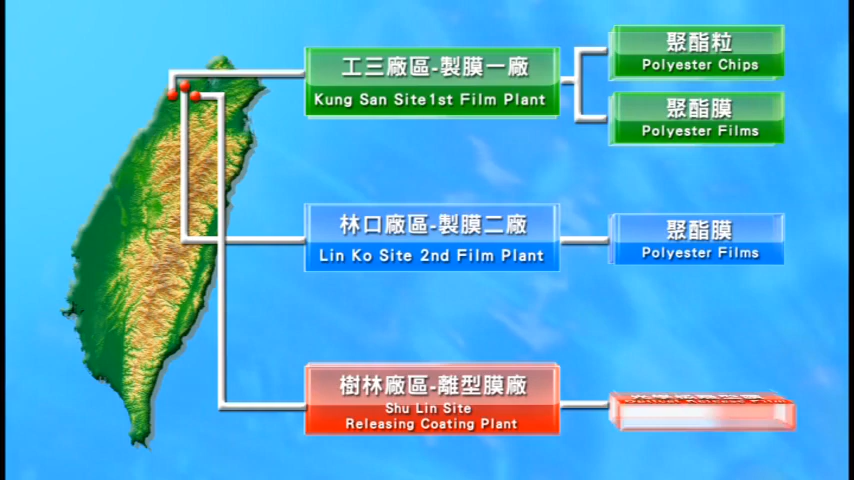 工三廠區-製膜一廠
Kung San Site1st Film Plant
聚酯粒
Polyester Chips
聚酯膜
Polyester Films
林口廠區-製膜二廠
Lin Ko Site 2nd Film Plant
聚酯膜
Polyester Films
樹林廠區-離型膜廠
Shu Lin Site
Releasing Coating Plant